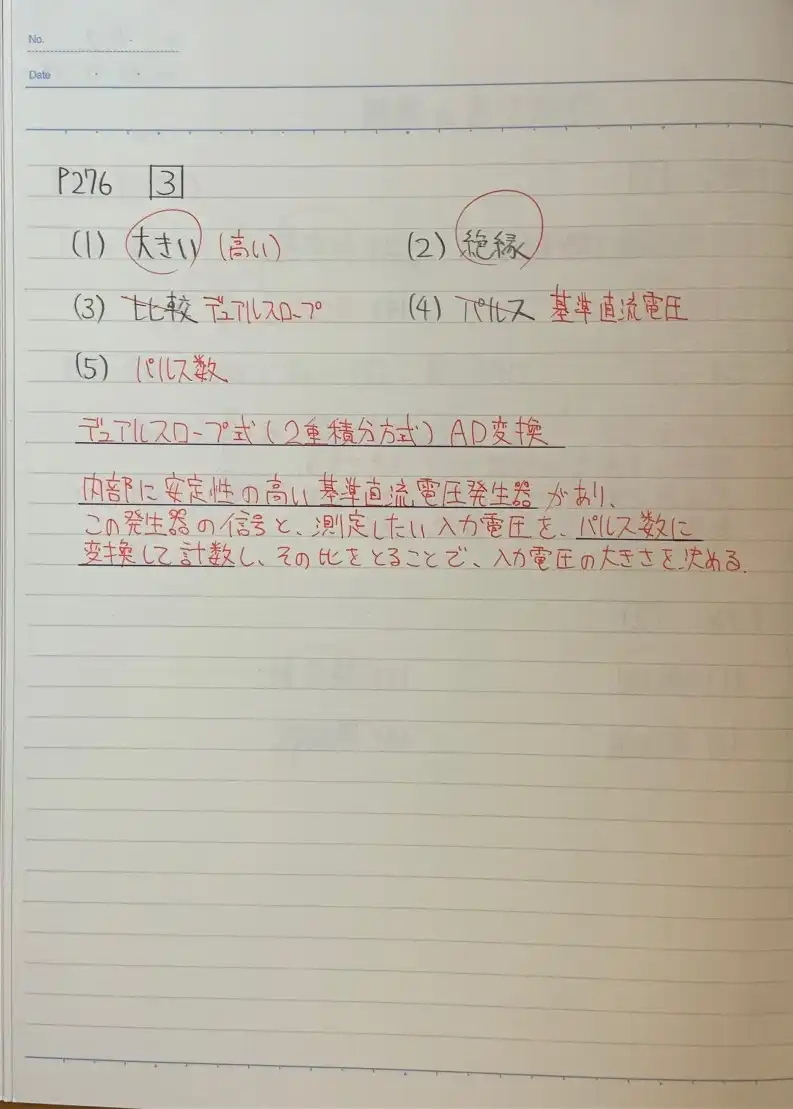 No.
Date
P276 3
(1) 大きい (高い) (2) 絶縁
(3) 比較 デュアルスロープ (4) パルス 基準直流電圧
(5) パルス数
デュアルスロープ式(2重積分方式)AD変換
内部に安定性の高い基準直流電圧発生器があり、
この発生器の信号と、測定したい入力電圧を、パルス数に
変換して計数し、その比をとることで、入力電圧の大きさを決める.